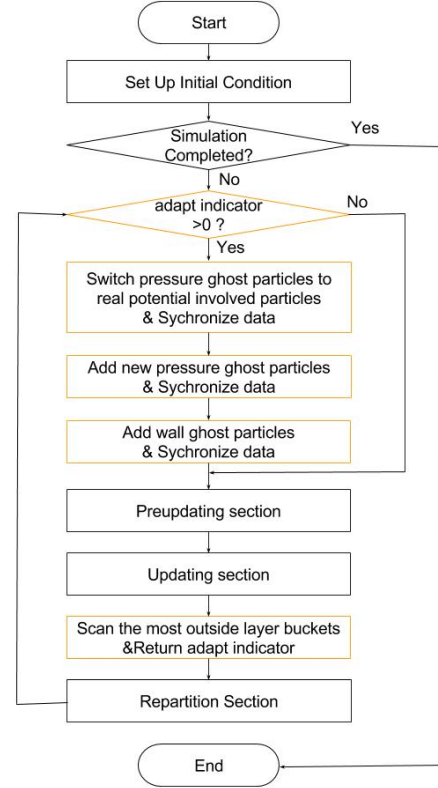 Start
Set Up Initial Condition
Simulation
Completed?
Yes
No
adapt indicator
>0 ?
No
Yes
Switch pressure ghost particles to
real potential involved particles
& Sychronize data
Add new pressure ghost particles
& Sychronize data
Add wall ghost particles
& Sychronize data
Preupdating section
Updating section
Scan the most outside layer buckets
&Return adapt indicator
Repartition Section
End